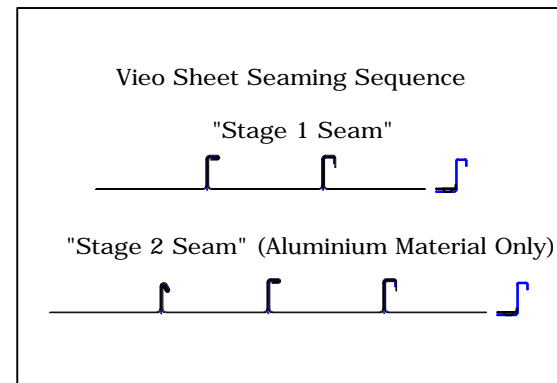 Vieo Sheet Seaming Sequence
"Stage 1 Seam"
"Stage 2 Seam" (Aluminium Material Only)